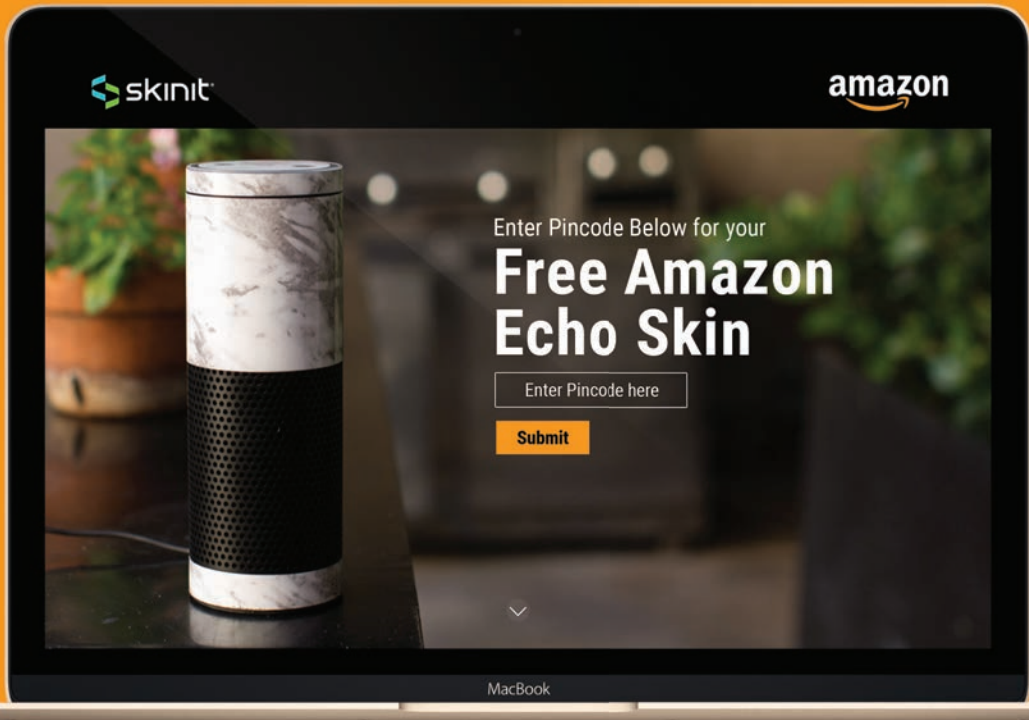 skinit
amazon
Enter Pincode Below for your
Free Amazon
Echo Skin
Enter Pincode here
Submit
MacBook